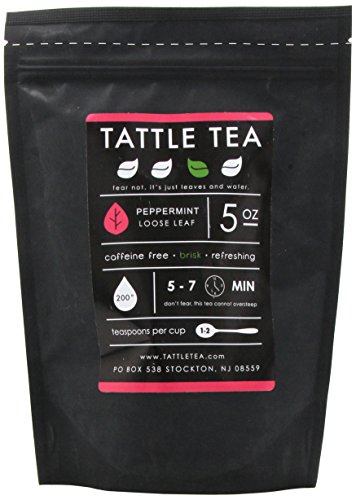 TATTLE TEA
fear not, it's just leaves and water.
PEPPERMINT
LOOSE LEAF
5 OZ
caffeine free • brisk • refreshing
200°
5 - 7 MIN
don't fear, this tea cannot oversteep
teaspoons per cup 1-2
www.TATTLETEA.com
PO BOX 538 STOCKTON, NJ 08559